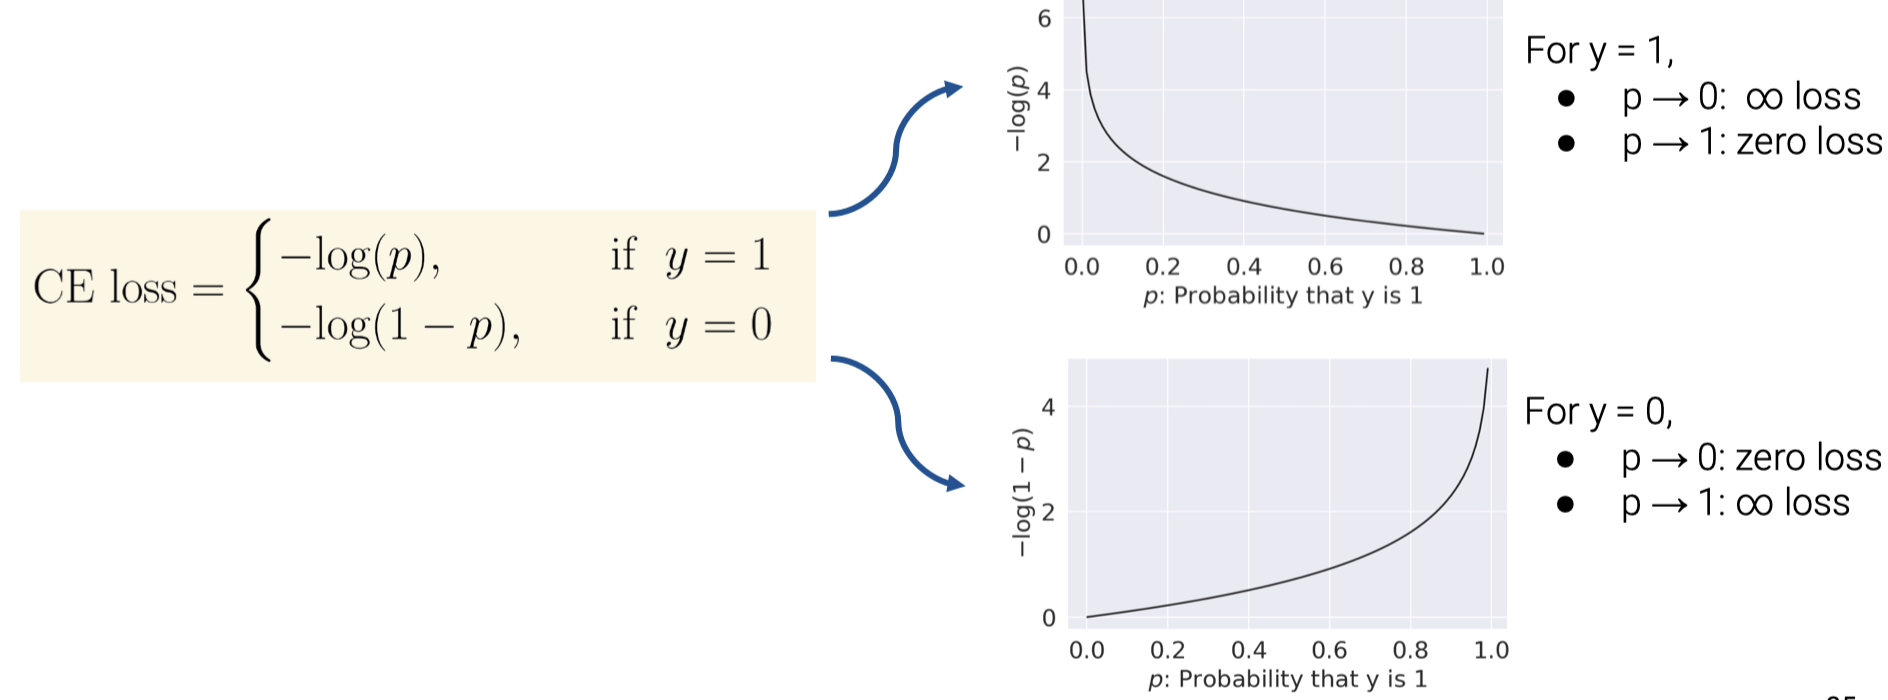 CE loss = { −log(p), if y = 1
−log(1 − p), if y = 0
6
4
2
0
−log(p)
0.0 0.2 0.4 0.6 0.8 1.0
p: Probability that y is 1
For y = 1,
● p → 0: ∞ loss
● p → 1: zero loss
4
2
0
−log(1 − p)
0.0 0.2 0.4 0.6 0.8 1.0
p: Probability that y is 1
For y = 0,
● p → 0: zero loss
● p → 1: ∞ loss